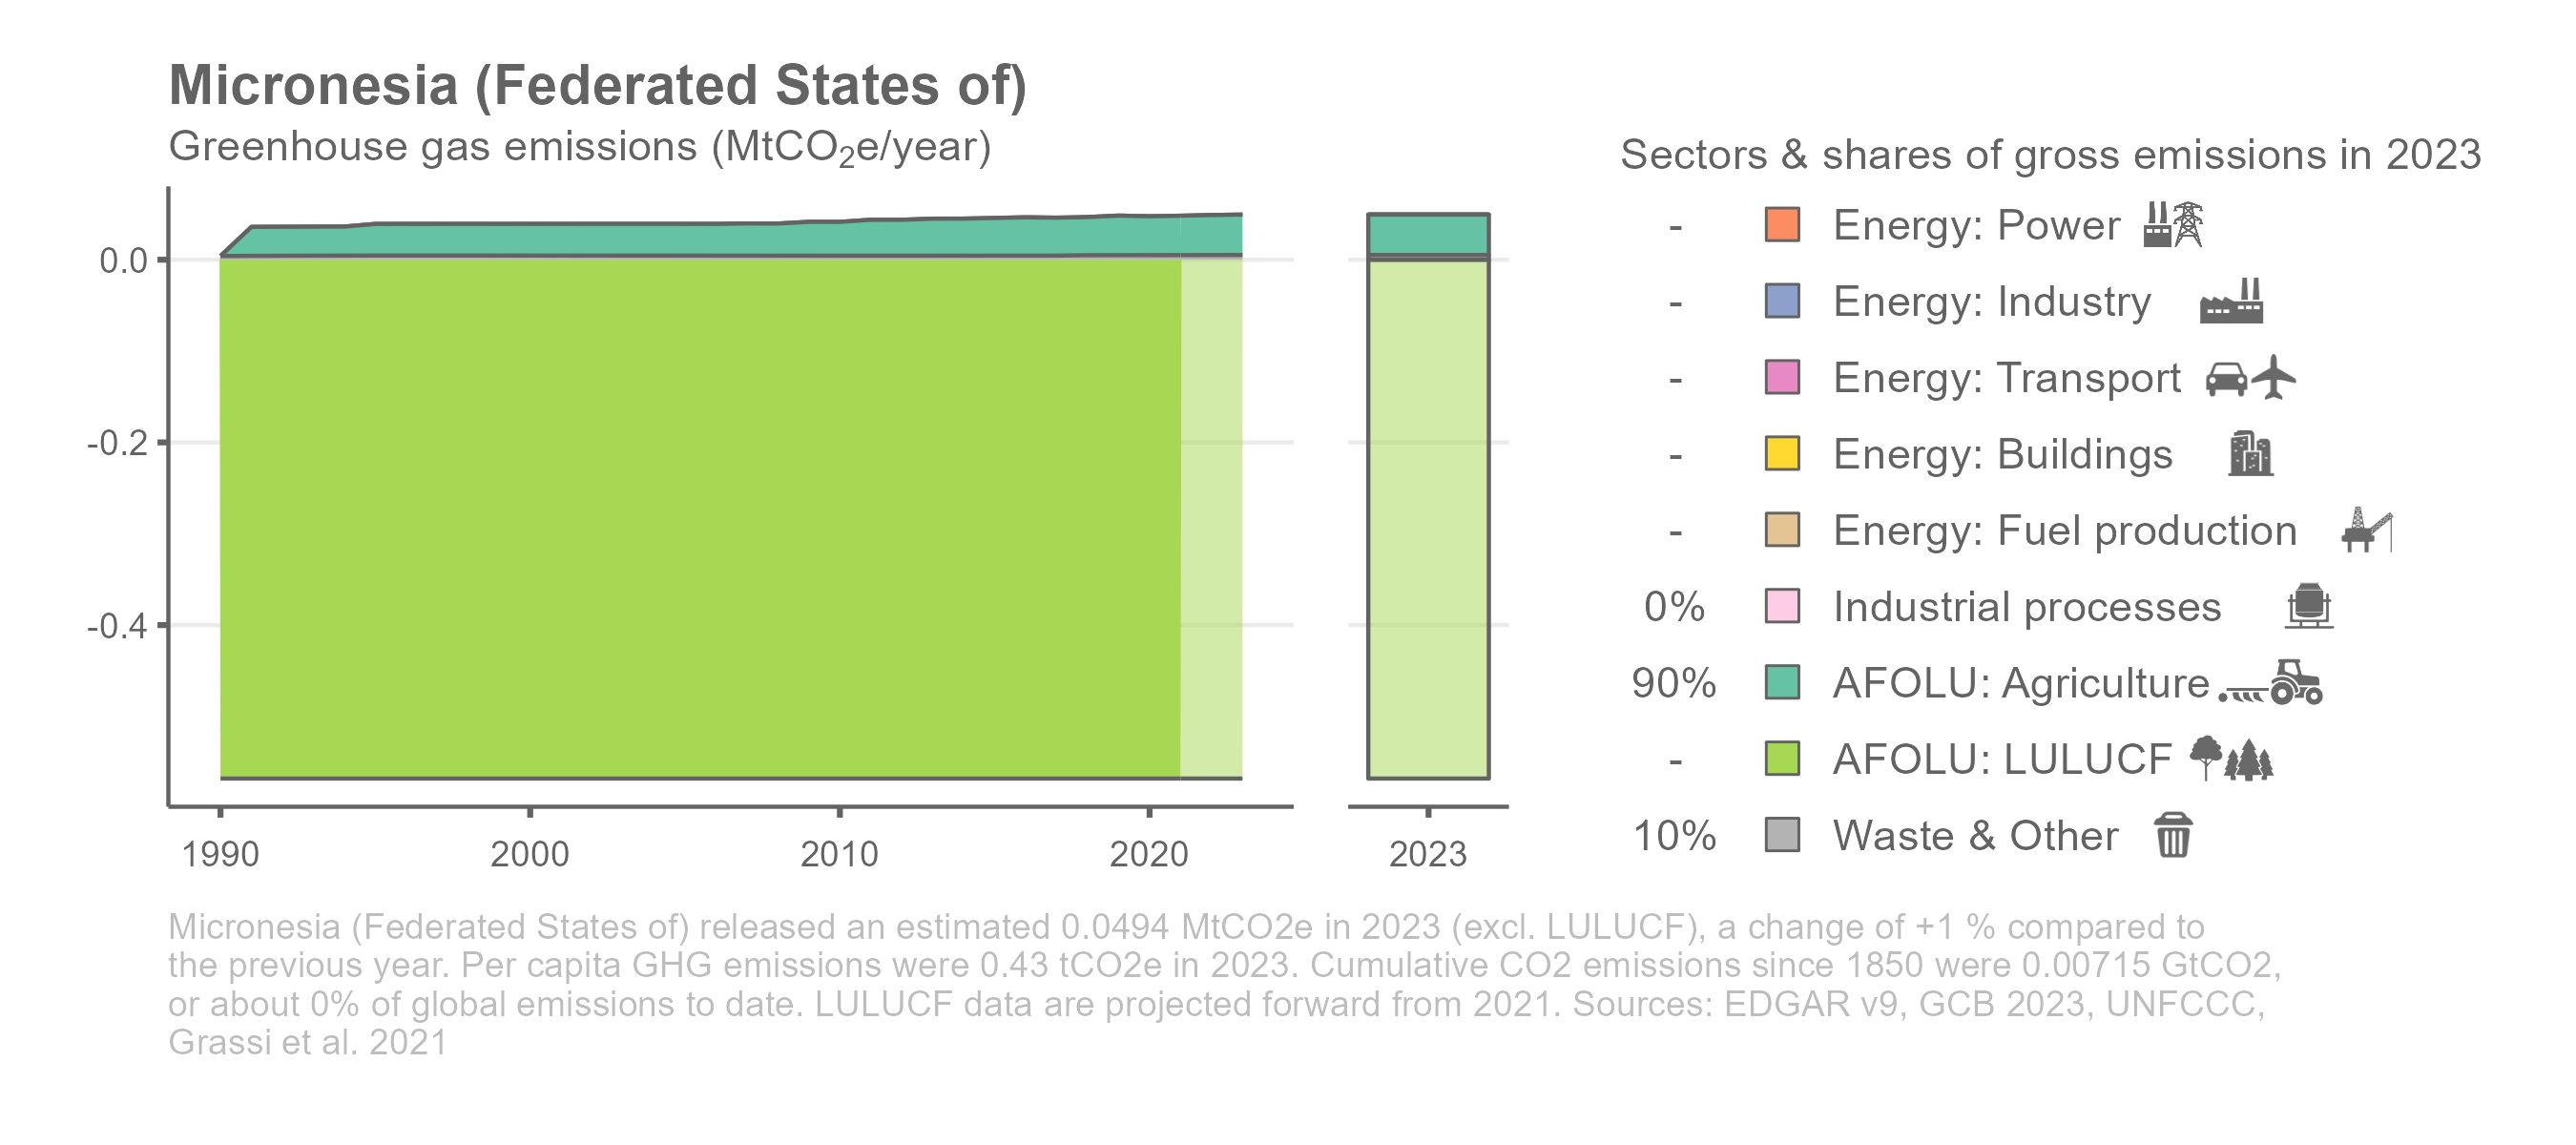 Micronesia (Federated States of)
Greenhouse gas emissions (MtCO₂e/year)
Sectors & shares of gross emissions in 2023
0.0
-0.2
-0.4
1990
2000
2010
2020
2023
- Energy: Power
- Energy: Industry
- Energy: Transport
- Energy: Buildings
- Energy: Fuel production
0% Industrial processes
90% AFOLU: Agriculture
- AFOLU: LULUCF
10% Waste & Other
Micronesia (Federated States of) released an estimated 0.0494 MtCO2e in 2023 (excl. LULUCF), a change of +1 % compared to
the previous year. Per capita GHG emissions were 0.43 tCO2e in 2023. Cumulative CO2 emissions since 1850 were 0.00715 GtCO2,
or about 0% of global emissions to date. LULUCF data are projected forward from 2021. Sources: EDGAR v9, GCB 2023, UNFCCC,
Grassi et al. 2021